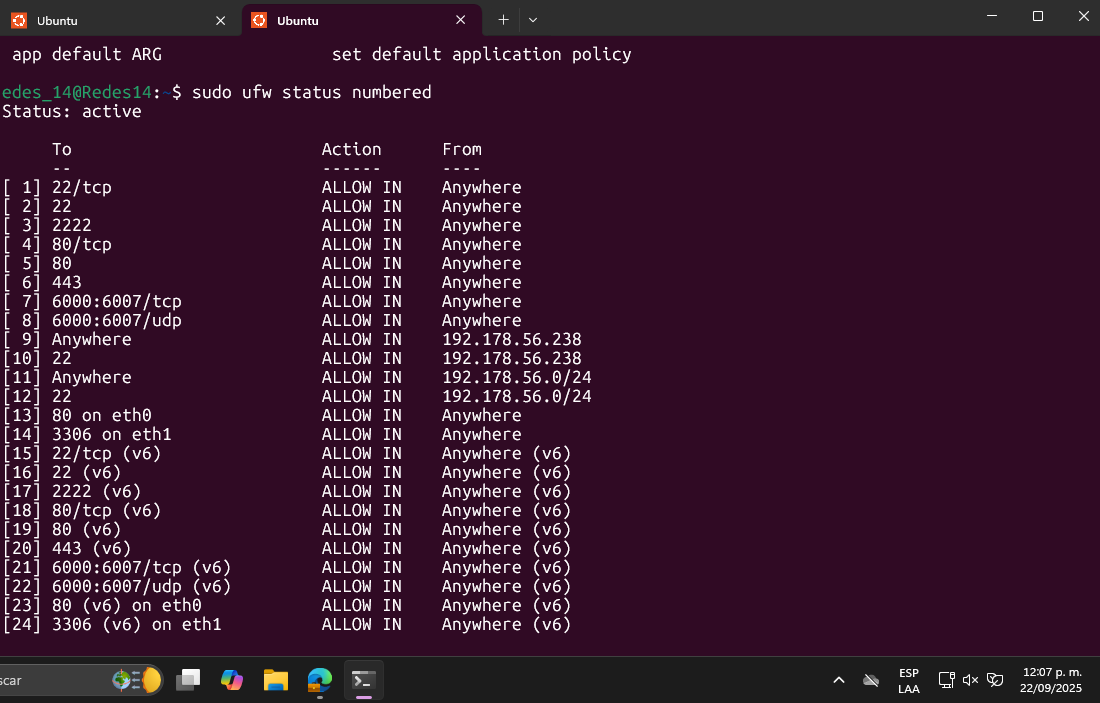 Ubuntu
Ubuntu
app default ARG set default application policy
edes_14@Redes14:~$ sudo ufw status numbered
Status: active
To Action From
-- ------ ----
[ 1] 22/tcp ALLOW IN Anywhere
[ 2] 22 ALLOW IN Anywhere
[ 3] 2222 ALLOW IN Anywhere
[ 4] 80/tcp ALLOW IN Anywhere
[ 5] 80 ALLOW IN Anywhere
[ 6] 443 ALLOW IN Anywhere
[ 7] 6000:6007/tcp ALLOW IN Anywhere
[ 8] 6000:6007/udp ALLOW IN Anywhere
[ 9] Anywhere ALLOW IN 192.178.56.238
[10] 22 ALLOW IN 192.178.56.238
[11] Anywhere ALLOW IN 192.178.56.0/24
[12] 22 ALLOW IN 192.178.56.0/24
[13] 80 on eth0 ALLOW IN Anywhere
[14] 3306 on eth1 ALLOW IN Anywhere
[15] 22/tcp (v6) ALLOW IN Anywhere (v6)
[16] 22 (v6) ALLOW IN Anywhere (v6)
[17] 2222 (v6) ALLOW IN Anywhere (v6)
[18] 80/tcp (v6) ALLOW IN Anywhere (v6)
[19] 80 (v6) ALLOW IN Anywhere (v6)
[20] 443 (v6) ALLOW IN Anywhere (v6)
[21] 6000:6007/tcp (v6) ALLOW IN Anywhere (v6)
[22] 6000:6007/udp (v6) ALLOW IN Anywhere (v6)
[23] 80 (v6) on eth0 ALLOW IN Anywhere (v6)
[24] 3306 (v6) on eth1 ALLOW IN Anywhere (v6)
scar
ESP
LAA
12:07 p. m.
22/09/2025